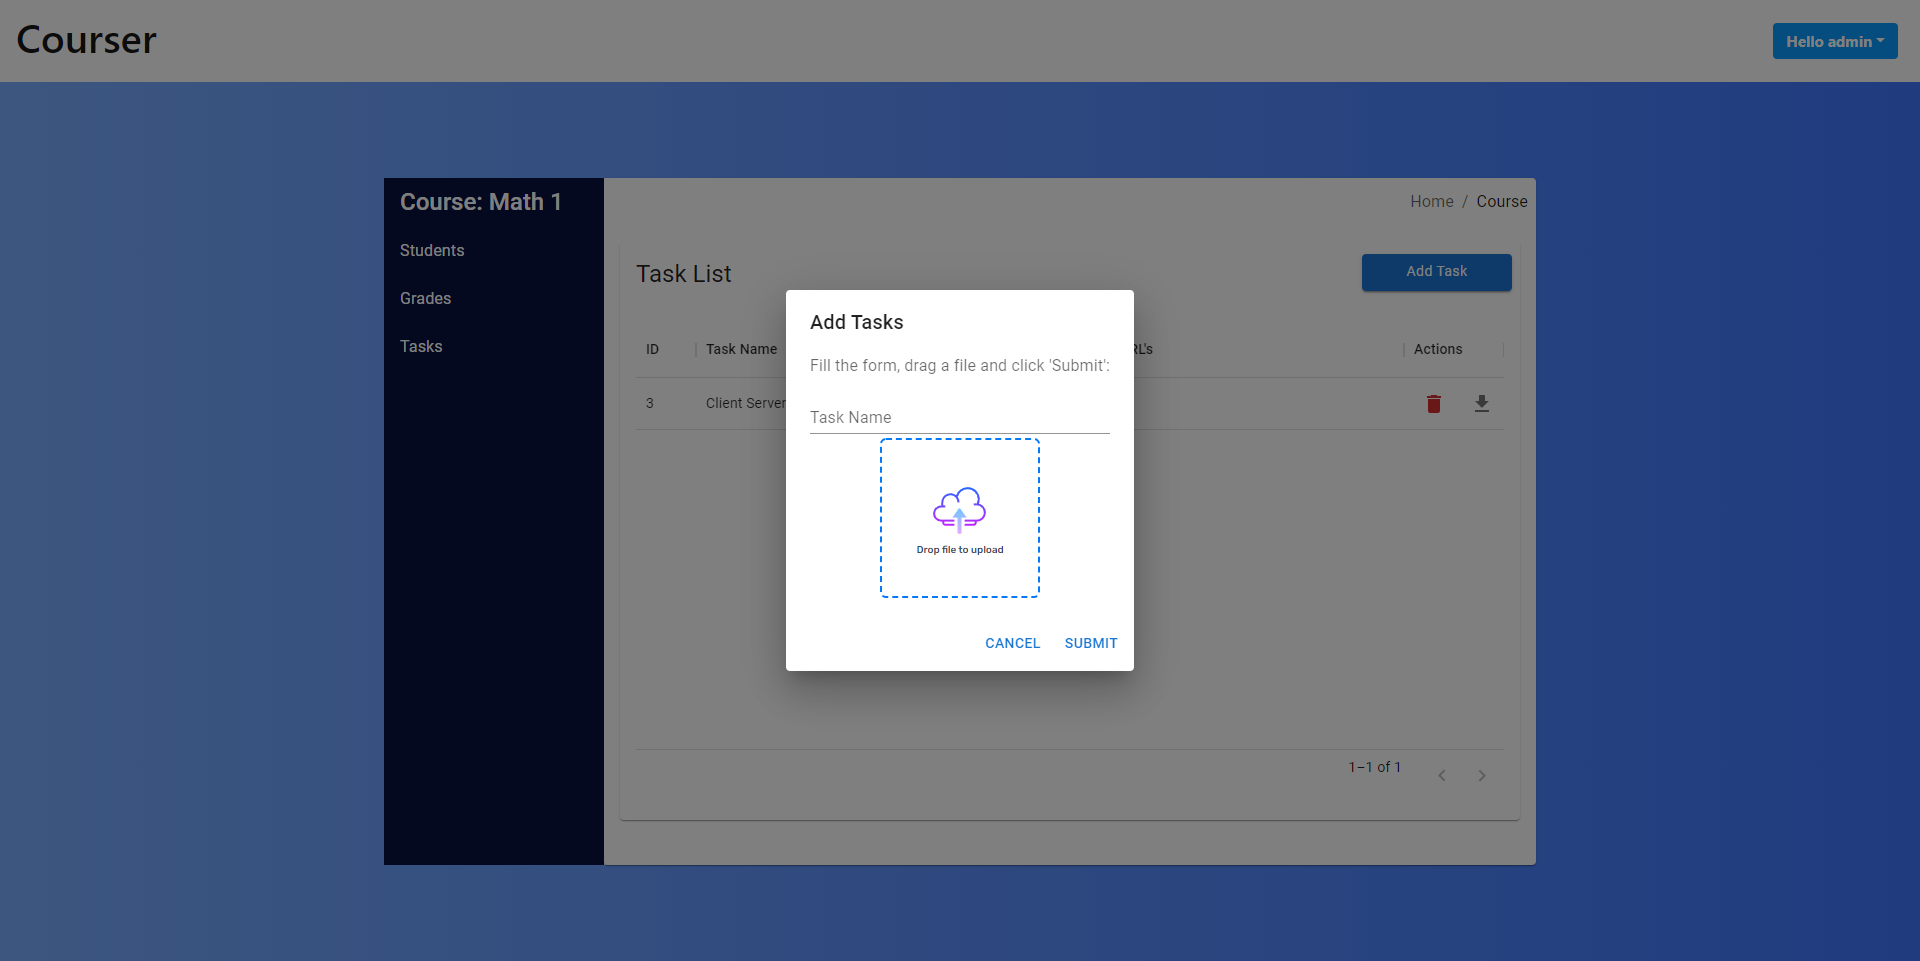 Courser
Hello admin
Course: Math 1
Home / Course
Students
Grades
Tasks
Task List
Add Task
ID
Task Name
Actions
3
Client Server
Add Tasks
Fill the form, drag a file and click 'Submit':
Task Name
Drop file to upload
CANCEL
SUBMIT
1–1 of 1